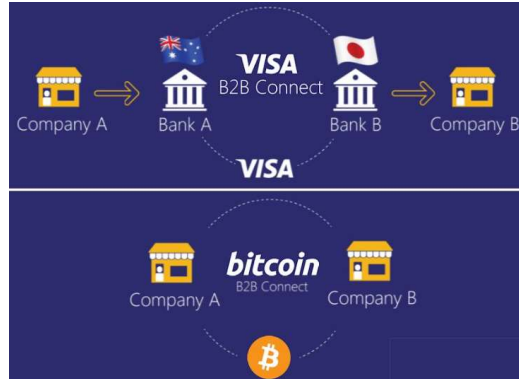 VISA
B2B Connect
Company A
Bank A
Bank B
Company B
VISA
bitcoin
B2B Connect
Company A
Company B